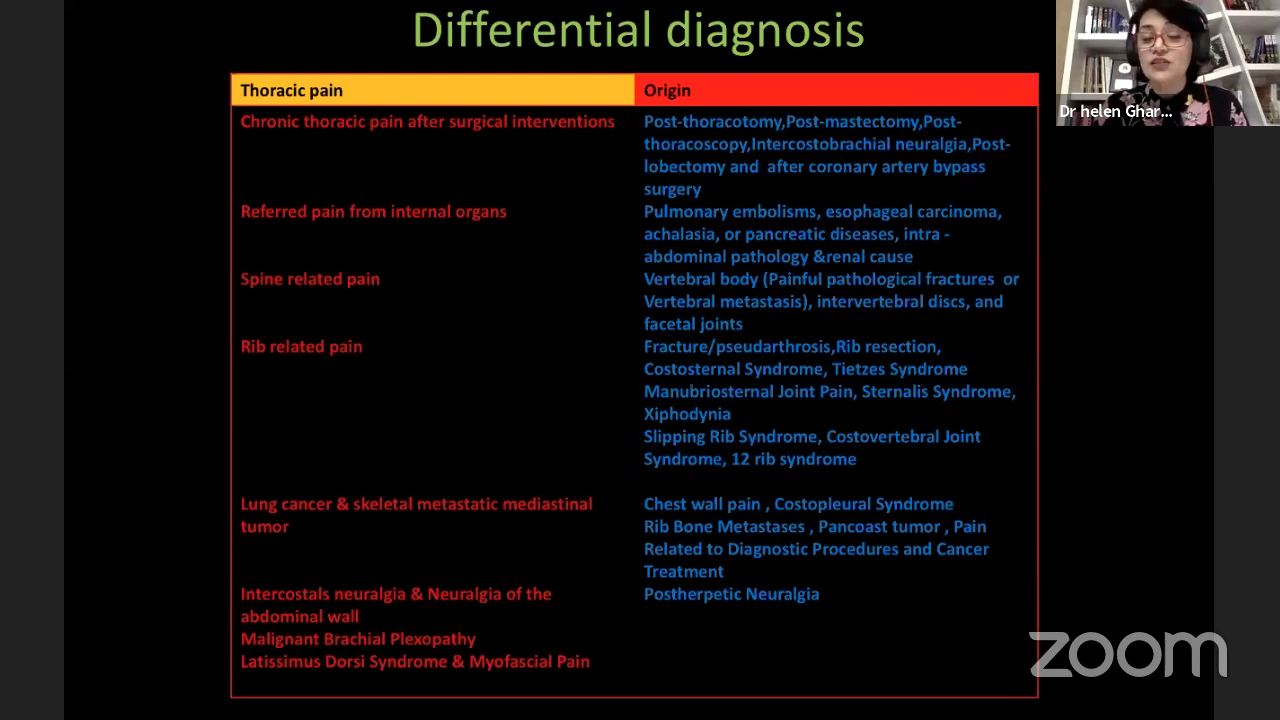 Differential diagnosis
Dr helen Ghar...
Thoracic pain
Origin
Chronic thoracic pain after surgical interventions
Post-thoracotomy,Post-mastectomy,Post-
thoracoscopy,Intercostobrachial neuralgia,Post-
lobectomy and after coronary artery bypass
surgery
Referred pain from internal organs
Pulmonary embolisms, esophageal carcinoma,
achalasia, or pancreatic diseases, intra -
abdominal pathology &renal cause
Spine related pain
Vertebral body (Painful pathological fractures or
Vertebral metastasis), intervertebral discs, and
facetal joints
Rib related pain
Fracture/pseudarthrosis,Rib resection,
Costosternal Syndrome, Tietzes Syndrome
Manubriosternal Joint Pain, Sternalis Syndrome,
Xiphodynia
Slipping Rib Syndrome, Costovertebral Joint
Syndrome, 12 rib syndrome
Lung cancer & skeletal metastatic mediastinal
tumor
Chest wall pain , Costopleural Syndrome
Rib Bone Metastases , Pancoast tumor , Pain
Related to Diagnostic Procedures and Cancer
Treatment
Intercostals neuralgia & Neuralgia of the
abdominal wall
Postherpetic Neuralgia
Malignant Brachial Plexopathy
Latissimus Dorsi Syndrome & Myofascial Pain
zoom